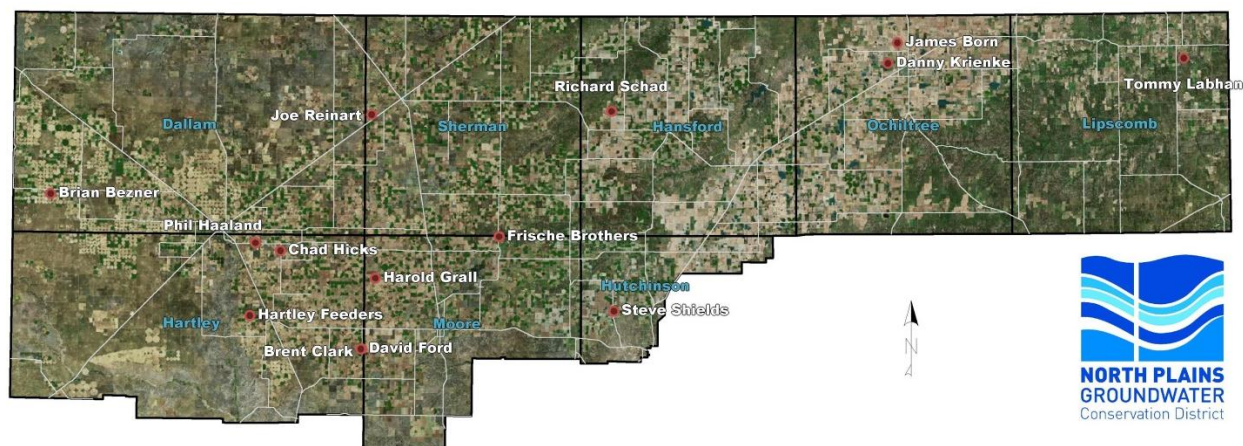 James Born
Danny Krienke
Richard Schad
Tommy Labhan
Joe Reinart
Dallam
Sherman
Hansford
Ochiltree
Lipscomb
Brian Bezner
Phil Haaland
Chad Hicks
Frische Brothers
Harold Grall
Hutchinson
Hartley Feeders
Steve Shields
Hartley
Moore
Brent Clark
David Ford
N
NORTH PLAINS
GROUNDWATER
Conservation District